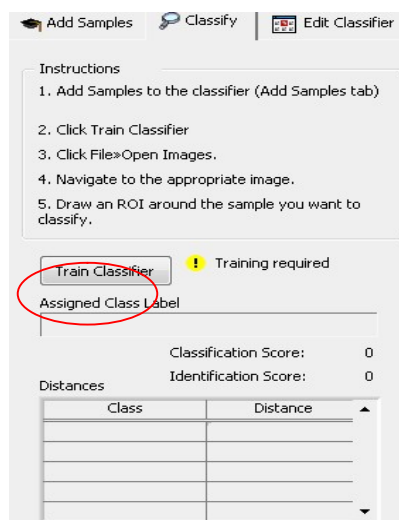 Add Samples Classify Edit Classifier
Instructions
1. Add Samples to the classifier (Add Samples tab)
2. Click Train Classifier
3. Click File»Open Images.
4. Navigate to the appropriate image.
5. Draw an ROI around the sample you want to
classify.
Train Classifier ! Training required
Assigned Class Label
Classification Score: 0
Identification Score: 0
Distances
Class Distance